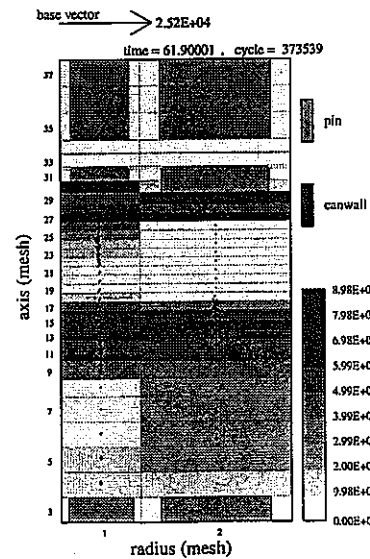 base vector
2.52E+04
time = 61.90001 , cycle = 373539
37
35
33
31
29
27
25
23
21
19
17
15
13
11
9
7
5
3
axis (mesh)
1
2
radius (mesh)
pin
canwall
8.98E+0
7.98E+0
6.98E+0
5.99E+0
4.99E+0
3.99E+0
2.99E+0
2.00E+0
9.98E+0
0.00E+0